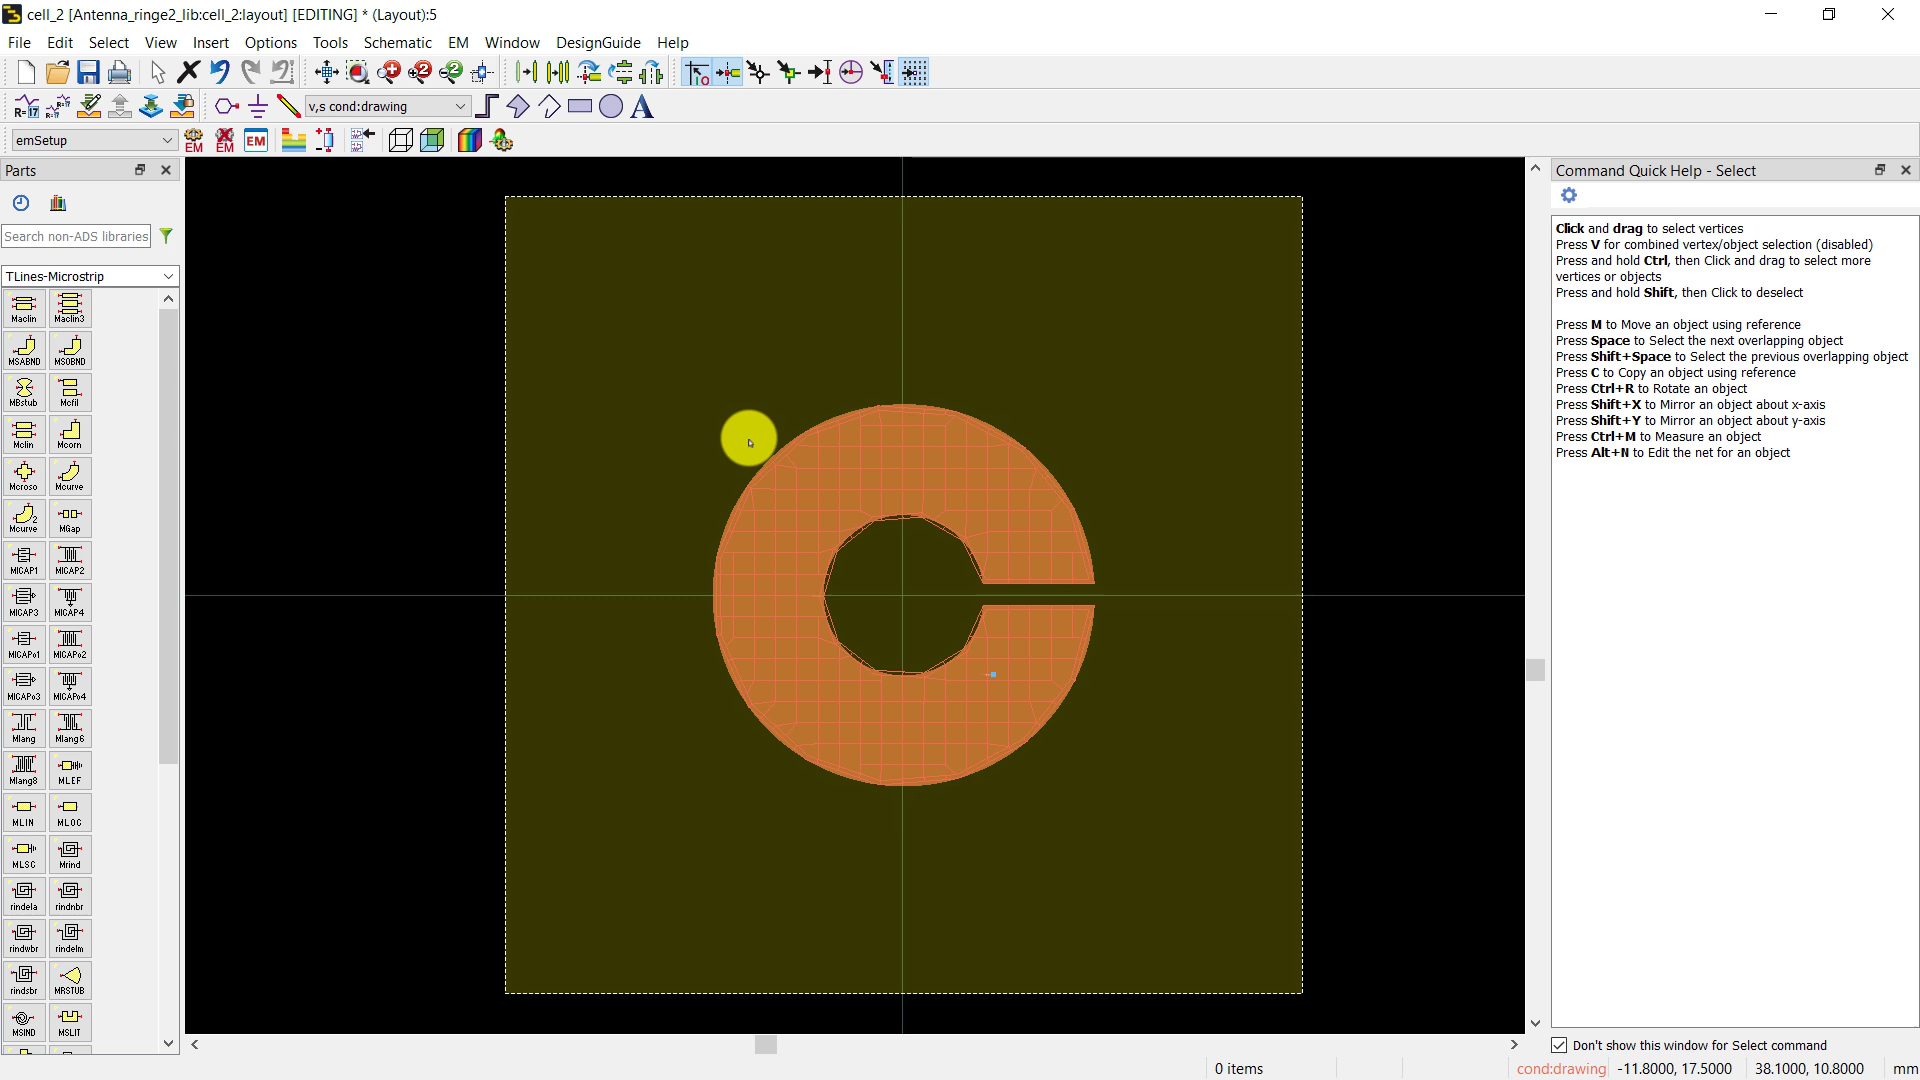 cell_2 [Antenna_ringe2_lib:cell_2:layout] [EDITING] * (Layout):5
File Edit Select View Insert Options Tools Schematic EM Window DesignGuide Help
v,s cond:drawing
emSetup
EM EM EM
Parts
Search non-ADS libraries
TLines-Microstrip
Maclin Maclin3
MSABND MSOBND
MBstub Mcfil
Mclin Mcorn
Mcroso Mcurve
Mcurve MGap
MICAP1 MICAP2
MICAP3 MICAP4
MICAPo1 MICAPo2
MICAPo3 MICAPo4
Mlang Mlang6
Mlang8 MLEF
MLIN MLOC
MLSC Mrind
rindela rindnbr
rindwbr rindelm
rindsbr MRSTUB
MSIND MSLIT
Command Quick Help - Select
Click and drag to select vertices
Press V for combined vertex/object selection (disabled)
Press and hold Ctrl, then Click and drag to select more
vertices or objects
Press and hold Shift, then Click to deselect
Press M to Move an object using reference
Press Space to Select the next overlapping object
Press Shift+Space to Select the previous overlapping object
Press C to Copy an object using reference
Press Ctrl+R to Rotate an object
Press Shift+X to Mirror an object about x-axis
Press Shift+Y to Mirror an object about y-axis
Press Ctrl+M to Measure an object
Press Alt+N to Edit the net for an object
Don't show this window for Select command
0 items
cond:drawing -11.8000, 17.5000 38.1000, 10.8000 mm